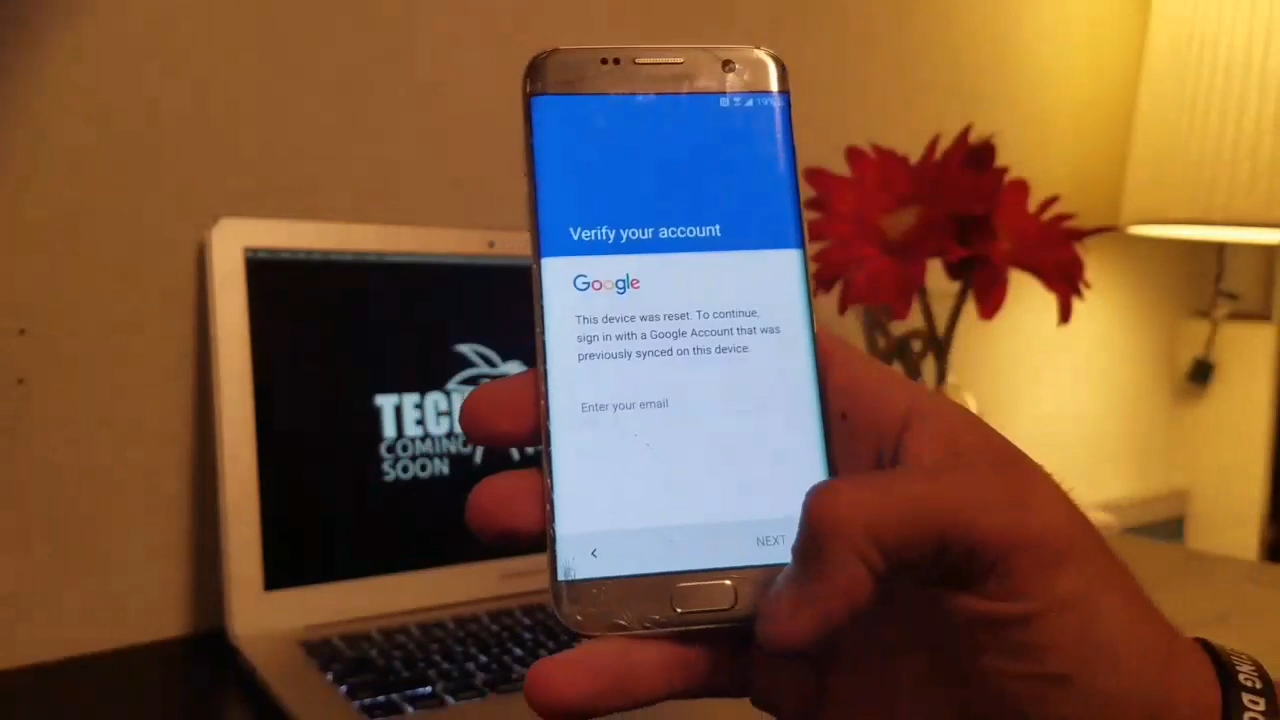 19%
Verify your account
Google
This device was reset. To continue,
sign in with a Google Account that was
previously synced on this device.
Enter your email
NEXT
TECH
COMING
SOON